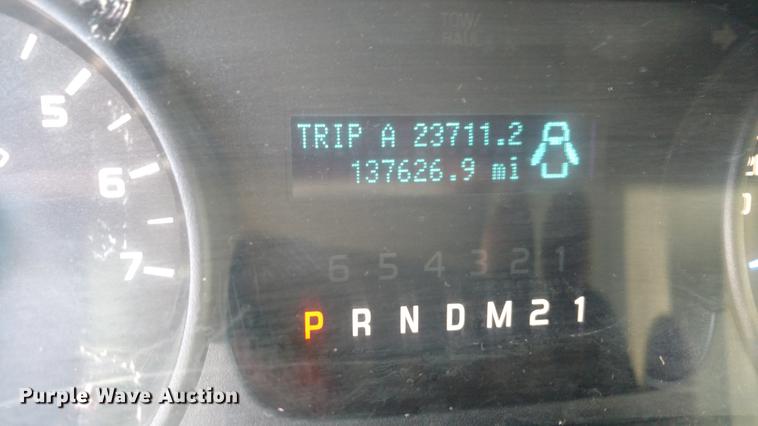 TOW/
HAUL
5
6
7
TRIP A 23711.2
137626.9 mi
6 5 4 3 2 1
P R N D M 2 1
Purple Wave Auction